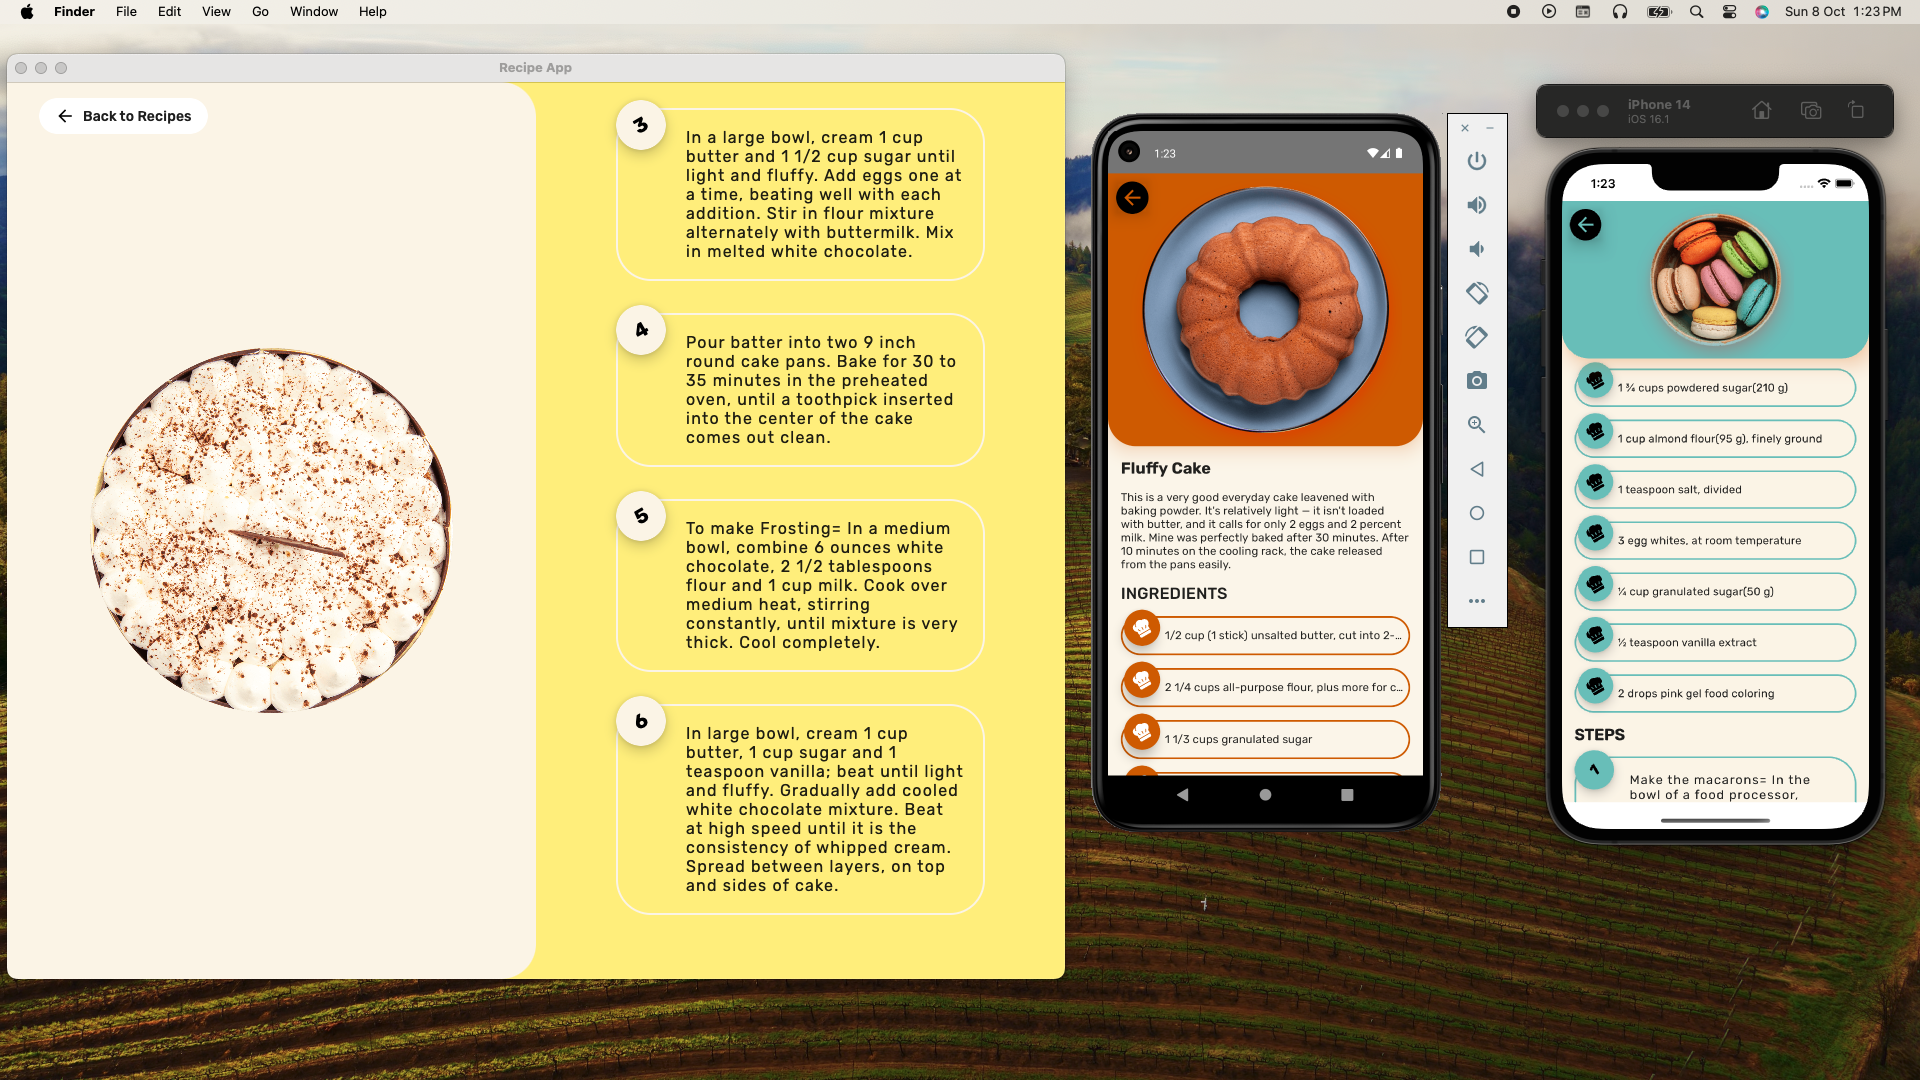 Finder File Edit View Go Window Help
Sun 8 Oct 1:23 PM
Recipe App
Back to Recipes
3
In a large bowl, cream 1 cup
butter and 1 1/2 cup sugar until
light and fluffy. Add eggs one at
a time, beating well with each
addition. Stir in flour mixture
alternately with buttermilk. Mix
in melted white chocolate.
4
Pour batter into two 9 inch
round cake pans. Bake for 30 to
35 minutes in the preheated
oven, until a toothpick inserted
into the center of the cake
comes out clean.
5
To make Frosting= In a medium
bowl, combine 6 ounces white
chocolate, 2 1/2 tablespoons
flour and 1 cup milk. Cook over
medium heat, stirring
constantly, until mixture is very
thick. Cool completely.
6
In large bowl, cream 1 cup
butter, 1 cup sugar and 1
teaspoon vanilla; beat until light
and fluffy. Gradually add cooled
white chocolate mixture. Beat
at high speed until it is the
consistency of whipped cream.
Spread between layers, on top
and sides of cake.
1:23
Fluffy Cake
This is a very good everyday cake leavened with
baking powder. It's relatively light — it isn't loaded
with butter, and it calls for only 2 eggs and 2 percent
milk. Mine was perfectly baked after 30 minutes. After
10 minutes on the cooling rack, the cake released
from the pans easily.
INGREDIENTS
1/2 cup (1 stick) unsalted butter, cut into 2-...
2 1/4 cups all-purpose flour, plus more for c...
1 1/3 cups granulated sugar
iPhone 14
iOS 16.1
1:23
1 ¾ cups powdered sugar(210 g)
1 cup almond flour(95 g), finely ground
1 teaspoon salt, divided
3 egg whites, at room temperature
¼ cup granulated sugar(50 g)
½ teaspoon vanilla extract
2 drops pink gel food coloring
STEPS
1
Make the macarons= In the
bowl of a food processor,